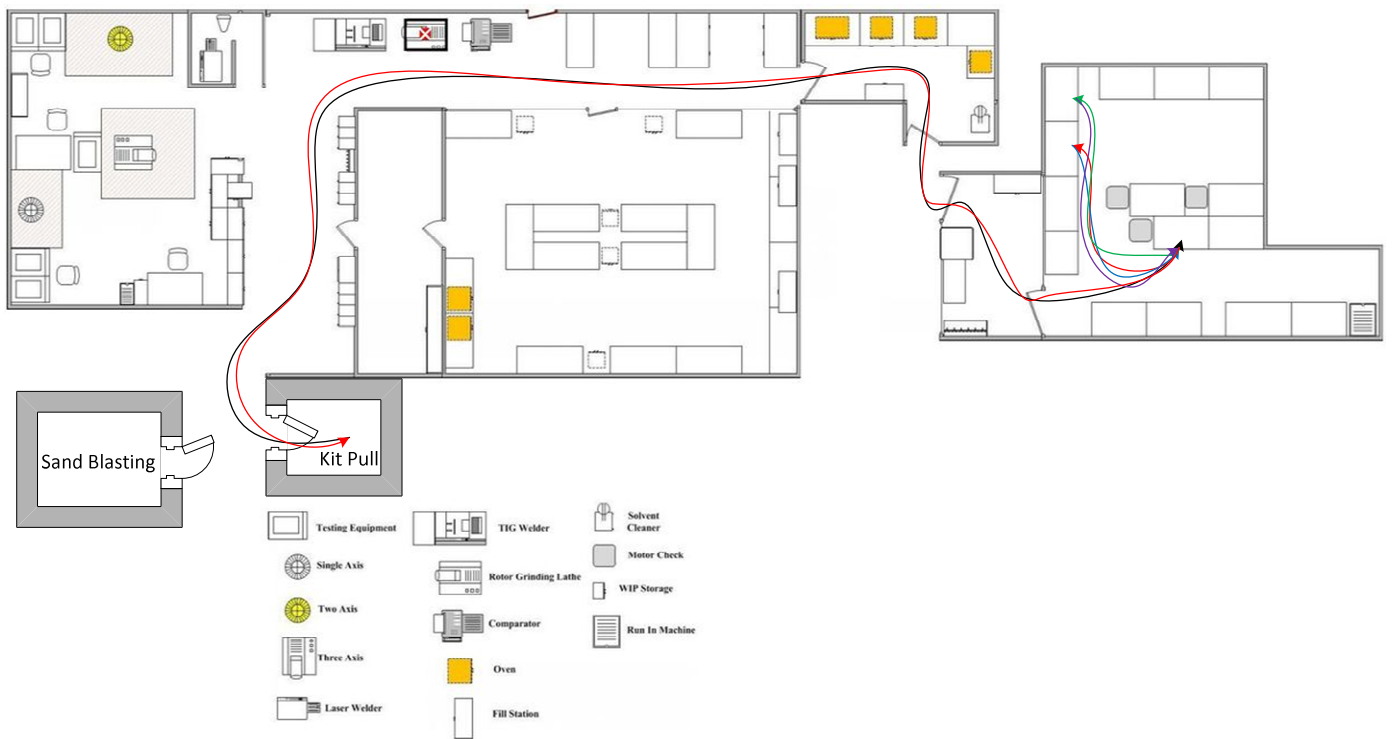 Sand Blasting
Kit Pull
Testing Equipment
Single Axis
Two Axis
Three Axis
Laser Welder
TIG Welder
Rotor Grinding Lathe
Comparator
Oven
Fill Station
Solvent
Cleaner
Motor Check
WIP Storage
Run In Machine